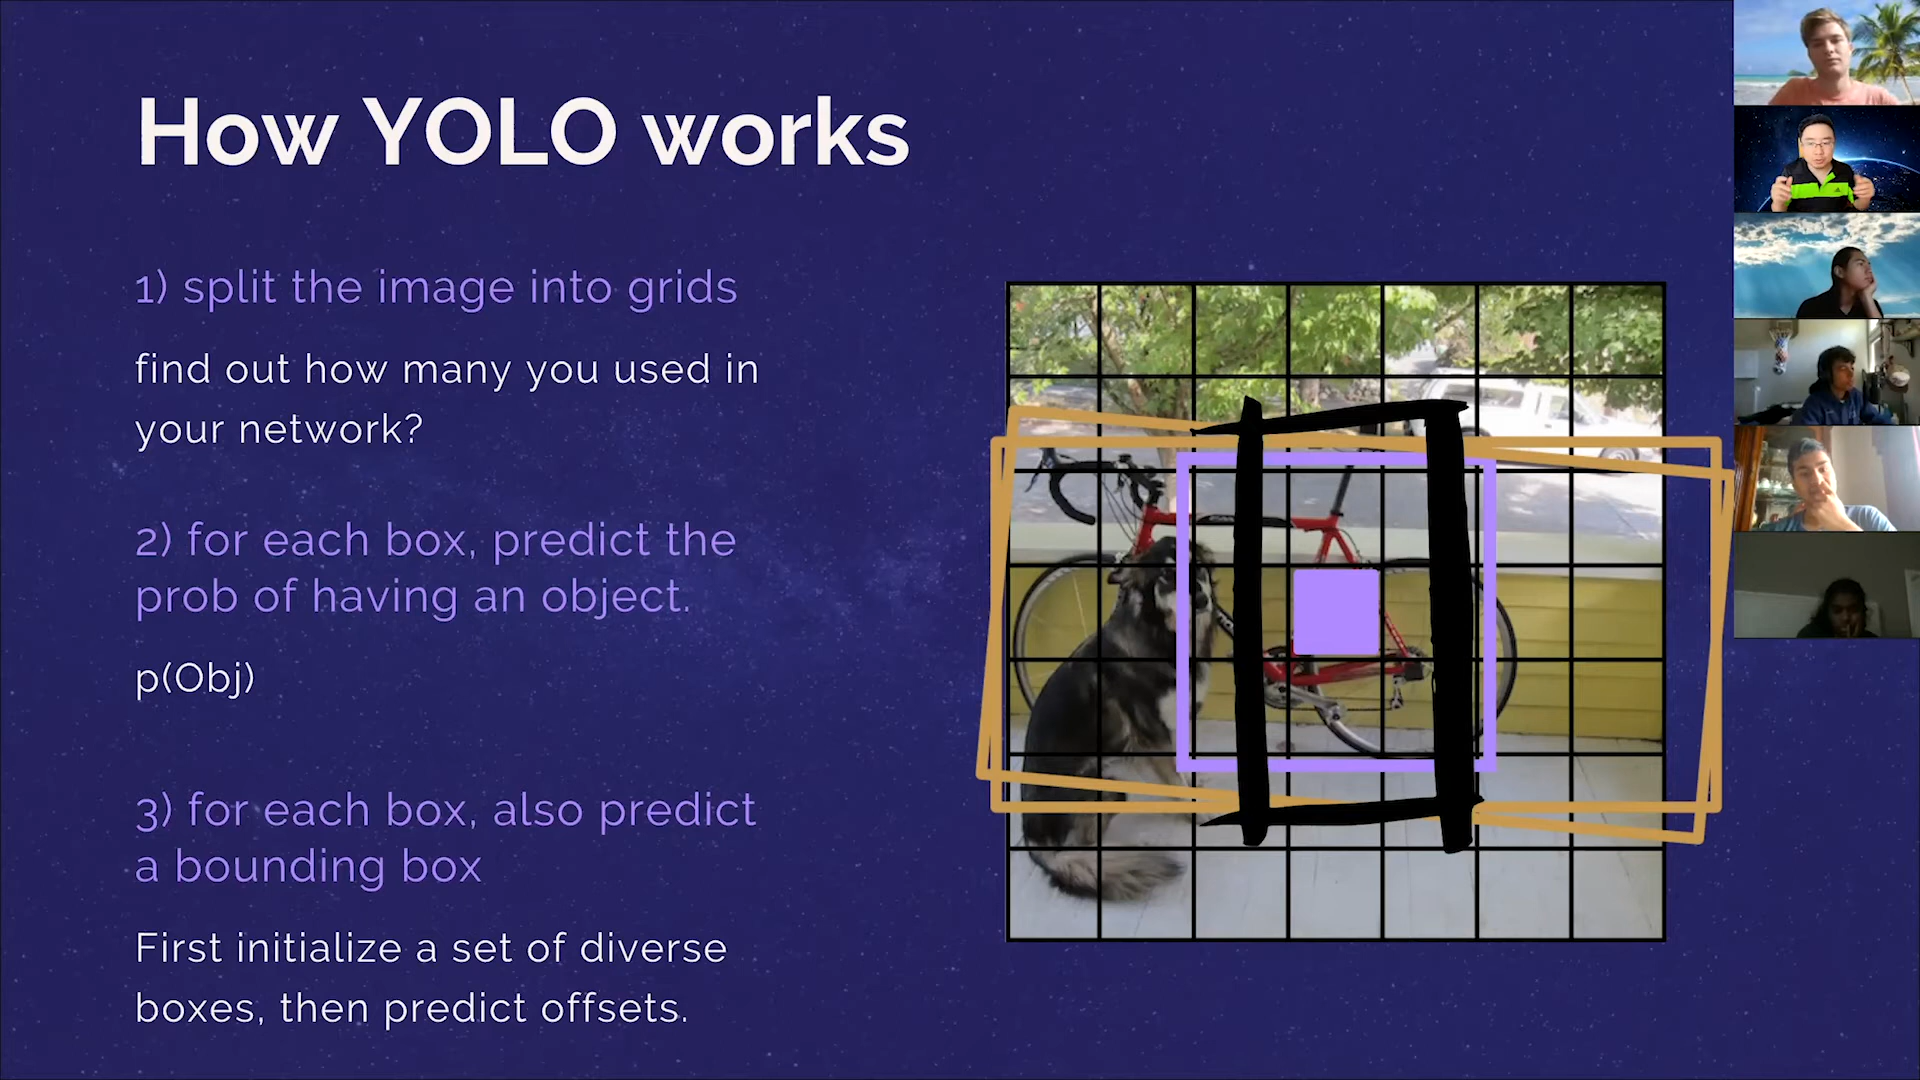 How YOLO works
1) split the image into grids
find out how many you used in
your network?
2) for each box, predict the
prob of having an object.
p(Obj)
3) for each box, also predict
a bounding box
First initialize a set of diverse
boxes, then predict offsets.